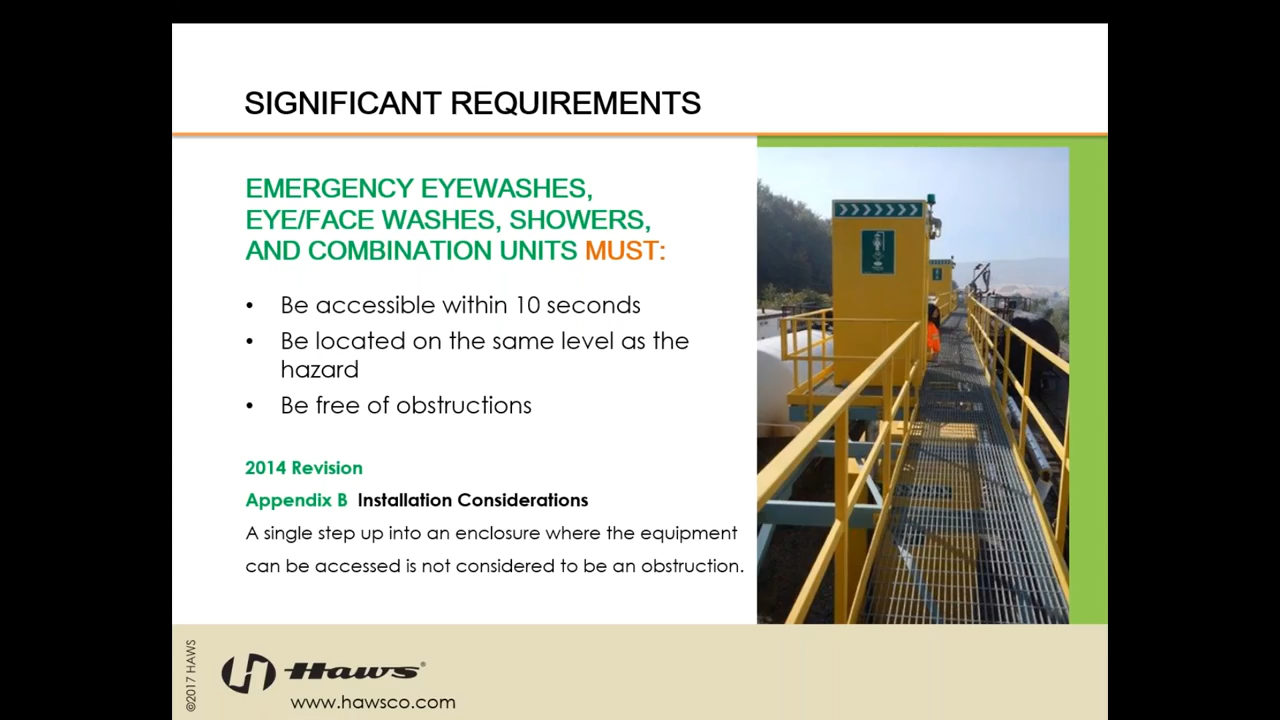 SIGNIFICANT REQUIREMENTS
EMERGENCY EYEWASHES,
EYE/FACE WASHES, SHOWERS,
AND COMBINATION UNITS MUST:
• Be accessible within 10 seconds
• Be located on the same level as the
hazard
• Be free of obstructions
2014 Revision
Appendix B Installation Considerations
A single step up into an enclosure where the equipment
can be accessed is not considered to be an obstruction.
©2017 HAWS
Haws®
www.hawsco.com